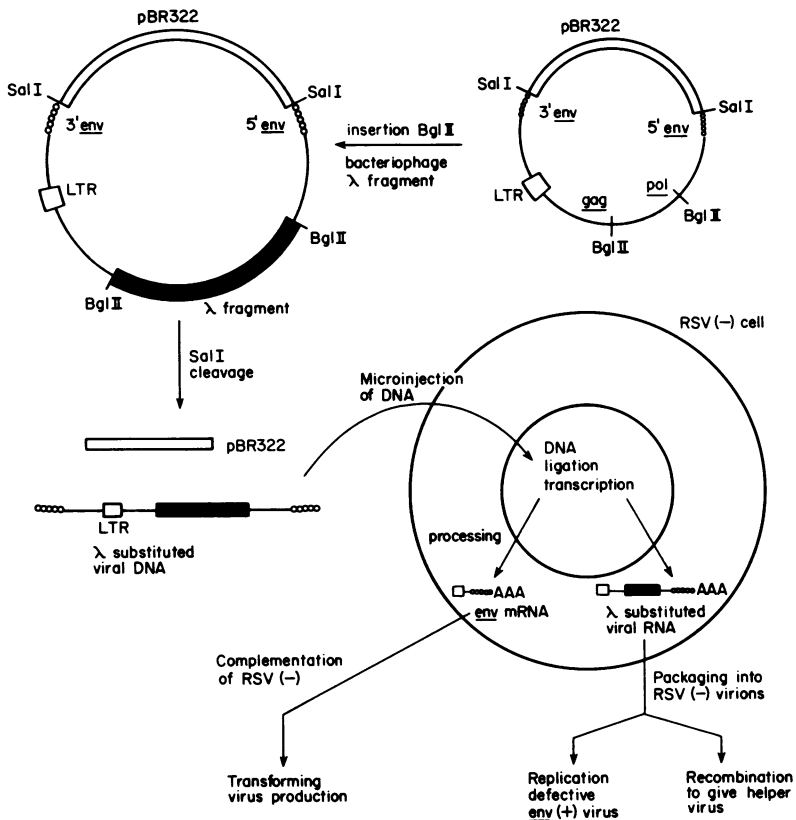 pBR322
Sal I
Sal I
3' env
5' env
LTR
Bgl II
Bgl II
λ fragment
insertion Bgl II
bacteriophage
λ fragment
pBR322
Sal I
Sal I
3' env
5' env
LTR
gag
pol
Bgl II
Bgl II
Sal I
cleavage
pBR322
LTR
λ substituted
viral DNA
Microinjection
of DNA
RSV (-) cell
DNA
ligation
transcription
processing
AAA
env mRNA
AAA
λ substituted
viral RNA
Complementation
of RSV (-)
Packaging into
RSV (-) virions
Transforming
virus production
Replication
defective
env (+) virus
Recombination
to give helper
virus